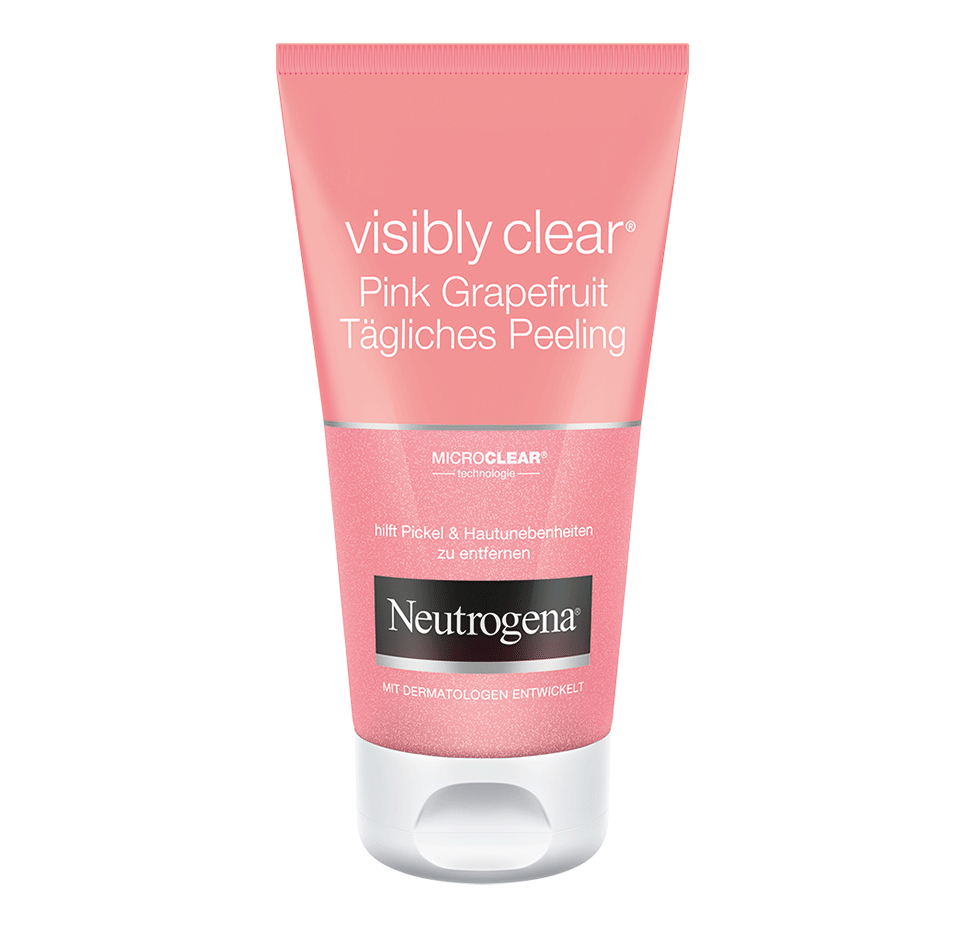 visibly clear®
Pink Grapefruit
Tägliches Peeling
MICROCLEAR®
technologie
hilft Pickel & Hautunebenheiten
zu entfernen
Neutrogena®
MIT DERMATOLOGEN ENTWICKELT